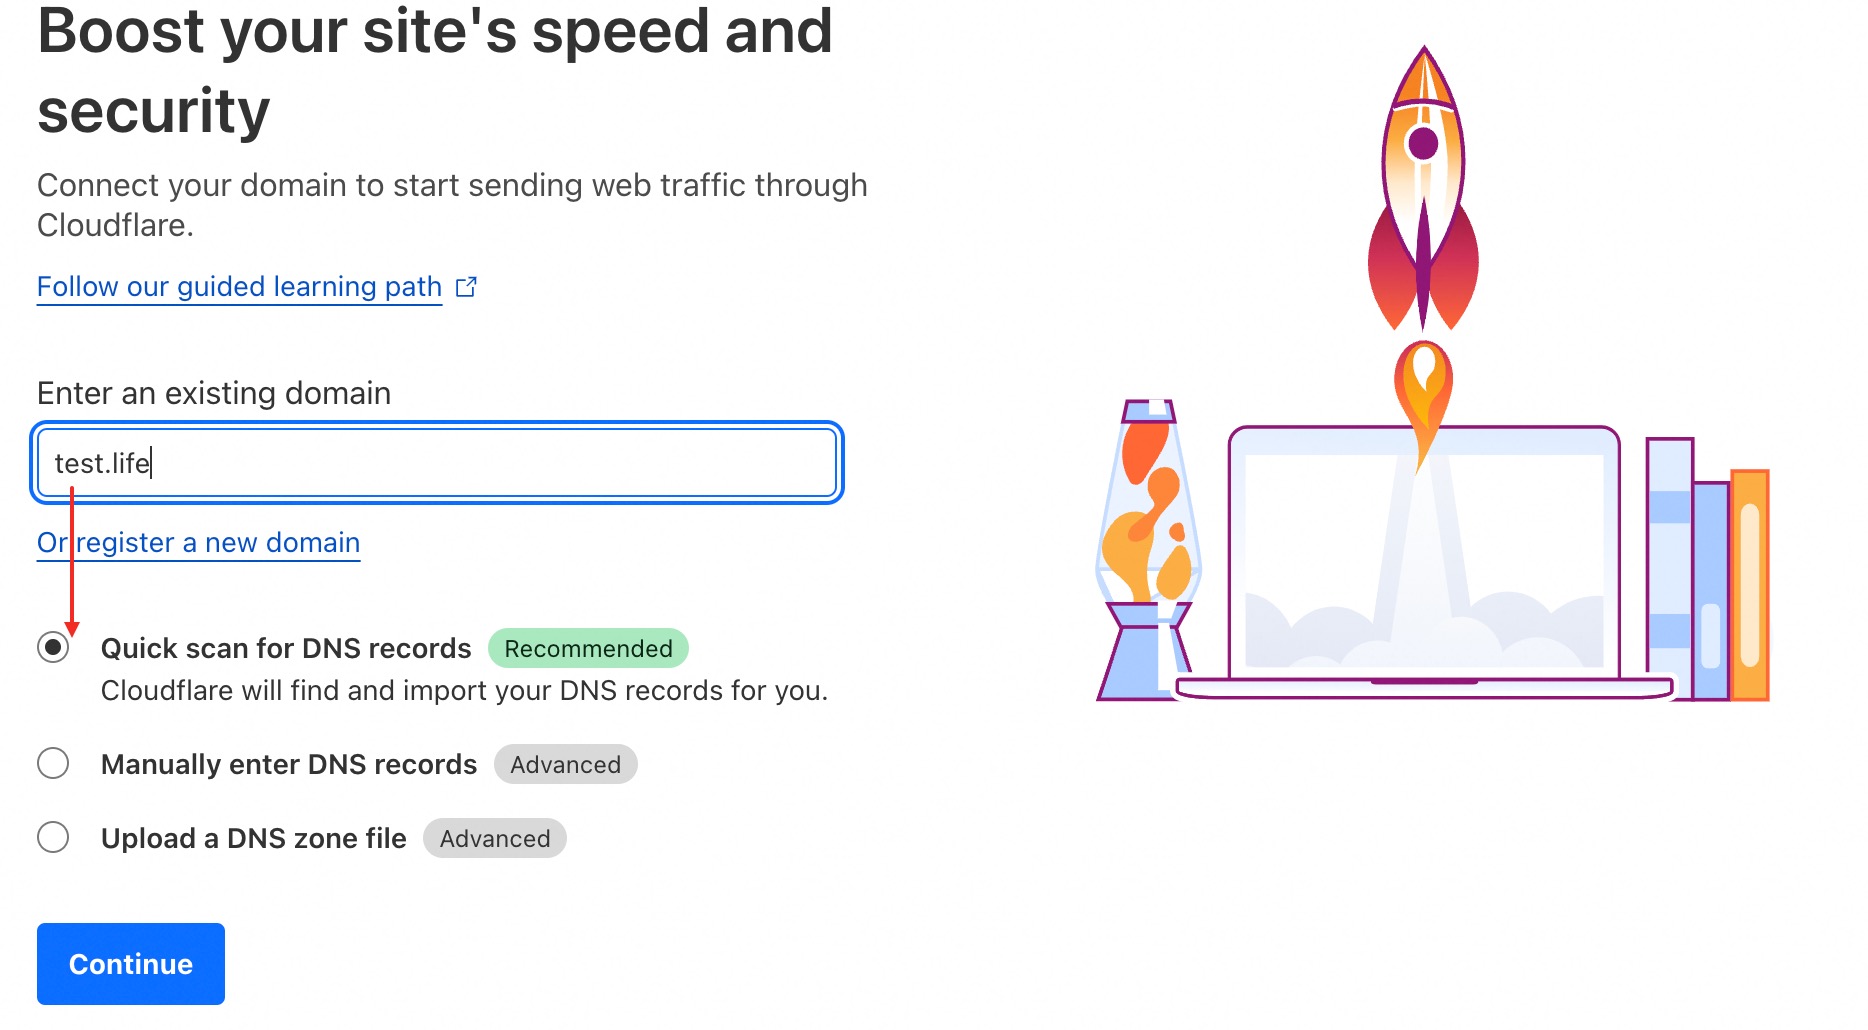 Boost your site's speed and
security
Connect your domain to start sending web traffic through
Cloudflare.
Follow our guided learning path
Enter an existing domain
test.life
Or register a new domain
Quick scan for DNS records Recommended
Cloudflare will find and import your DNS records for you.
Manually enter DNS records Advanced
Upload a DNS zone file Advanced
Continue